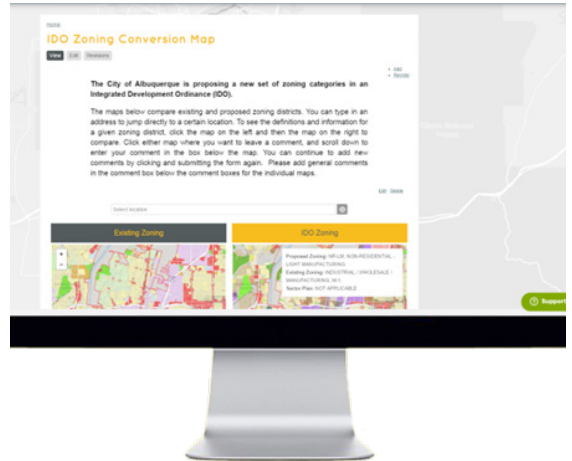 Home
IDO Zoning Conversion Map
View Edit Revisions
The City of Albuquerque is proposing a new set of zoning categories in an
Integrated Development Ordinance (IDO).
The maps below compare existing and proposed zoning districts. You can type in an
address to jump directly to a certain location. To see the definitions and information for
a given zoning district, click the map on the left and then the map on the right to
compare. Click either map where you want to leave a comment, and scroll down to
enter your comment in the box below the map. You can continue to add new
comments by clicking and submitting the form again. Please add general comments
in the comment box below the comment boxes for the individual maps.
Edit Delete
Select location
Existing Zoning
IDO Zoning
+
-
Proposed Zoning: NR-LM, NON-RESIDENTIAL -
LIGHT MANUFACTURING
Existing Zoning: INDUSTRIAL / WHOLESALE /
MANUFACTURING, M-1
Sector Plan: NOT APPLICABLE
Support